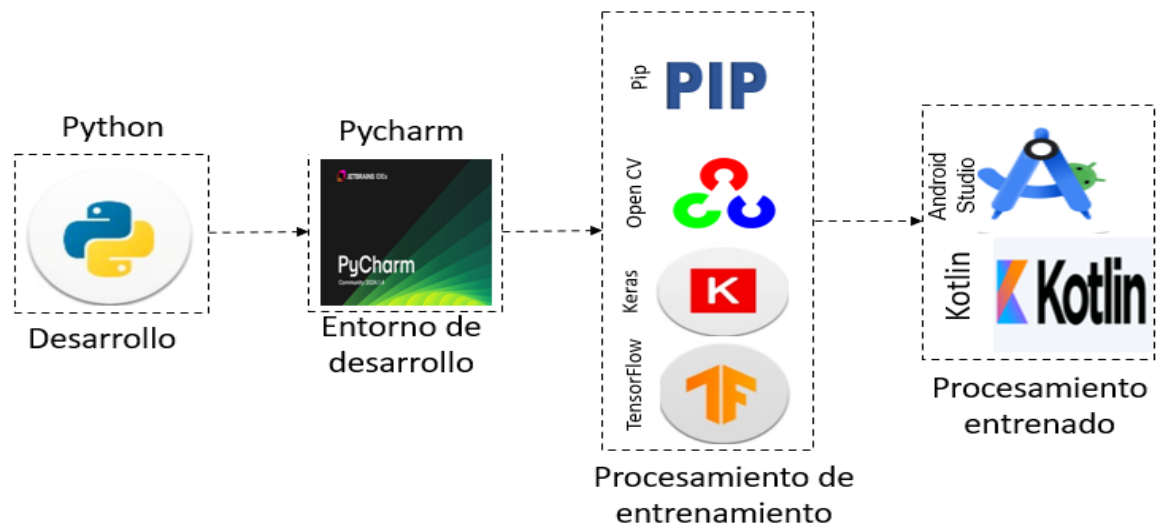 Python
Desarrollo
Pycharm
JETBRAINS IDEs
PyCharm
Entorno de
desarrollo
Pip
PIP
Open CV
Keras
K
TensorFlow
Procesamiento de
entrenamiento
Android
Studio
Kotlin
Kotlin
Procesamiento
entrenado